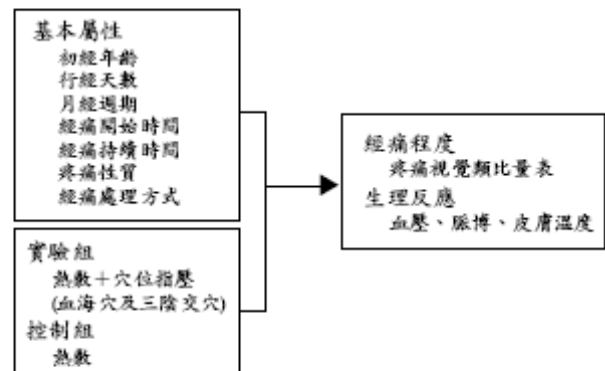 基本屬性
初經年齡
行經天數
月經週期
經痛開始時間
經痛持續時間
疼痛性質
經痛處理方式
實驗組
熱敷＋穴位指壓
(血海穴及三陰交穴)
控制組
熱敷
經痛程度
疼痛視覺類比量表
生理反應
血壓、脈博、皮膚溫度